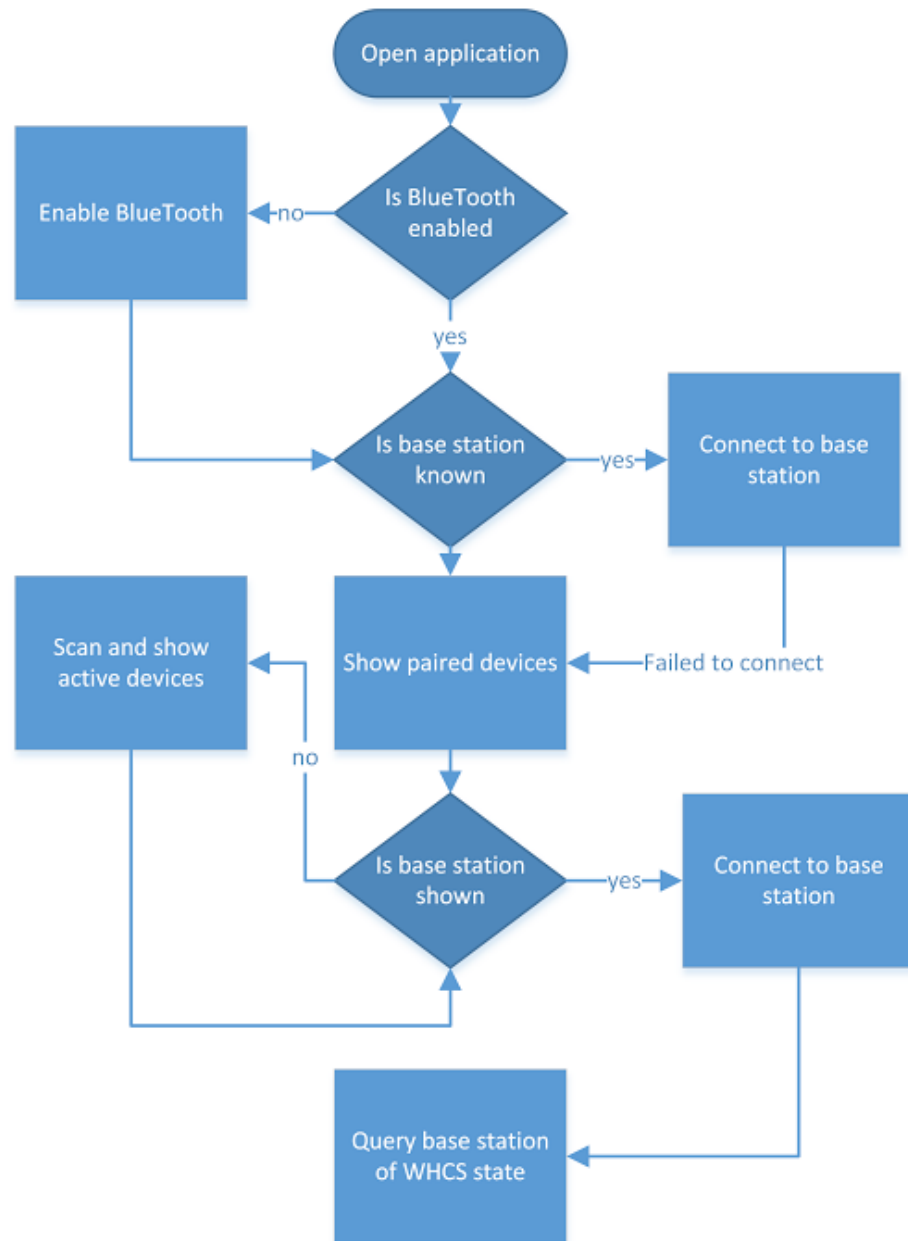 Open application
Is BlueTooth
enabled
no
Enable BlueTooth
yes
Is base station
known
yes
Connect to base
station
Scan and show
active devices
Show paired devices
Failed to connect
no
Is base station
shown
yes
Connect to base
station
Query base station
of WHCS state